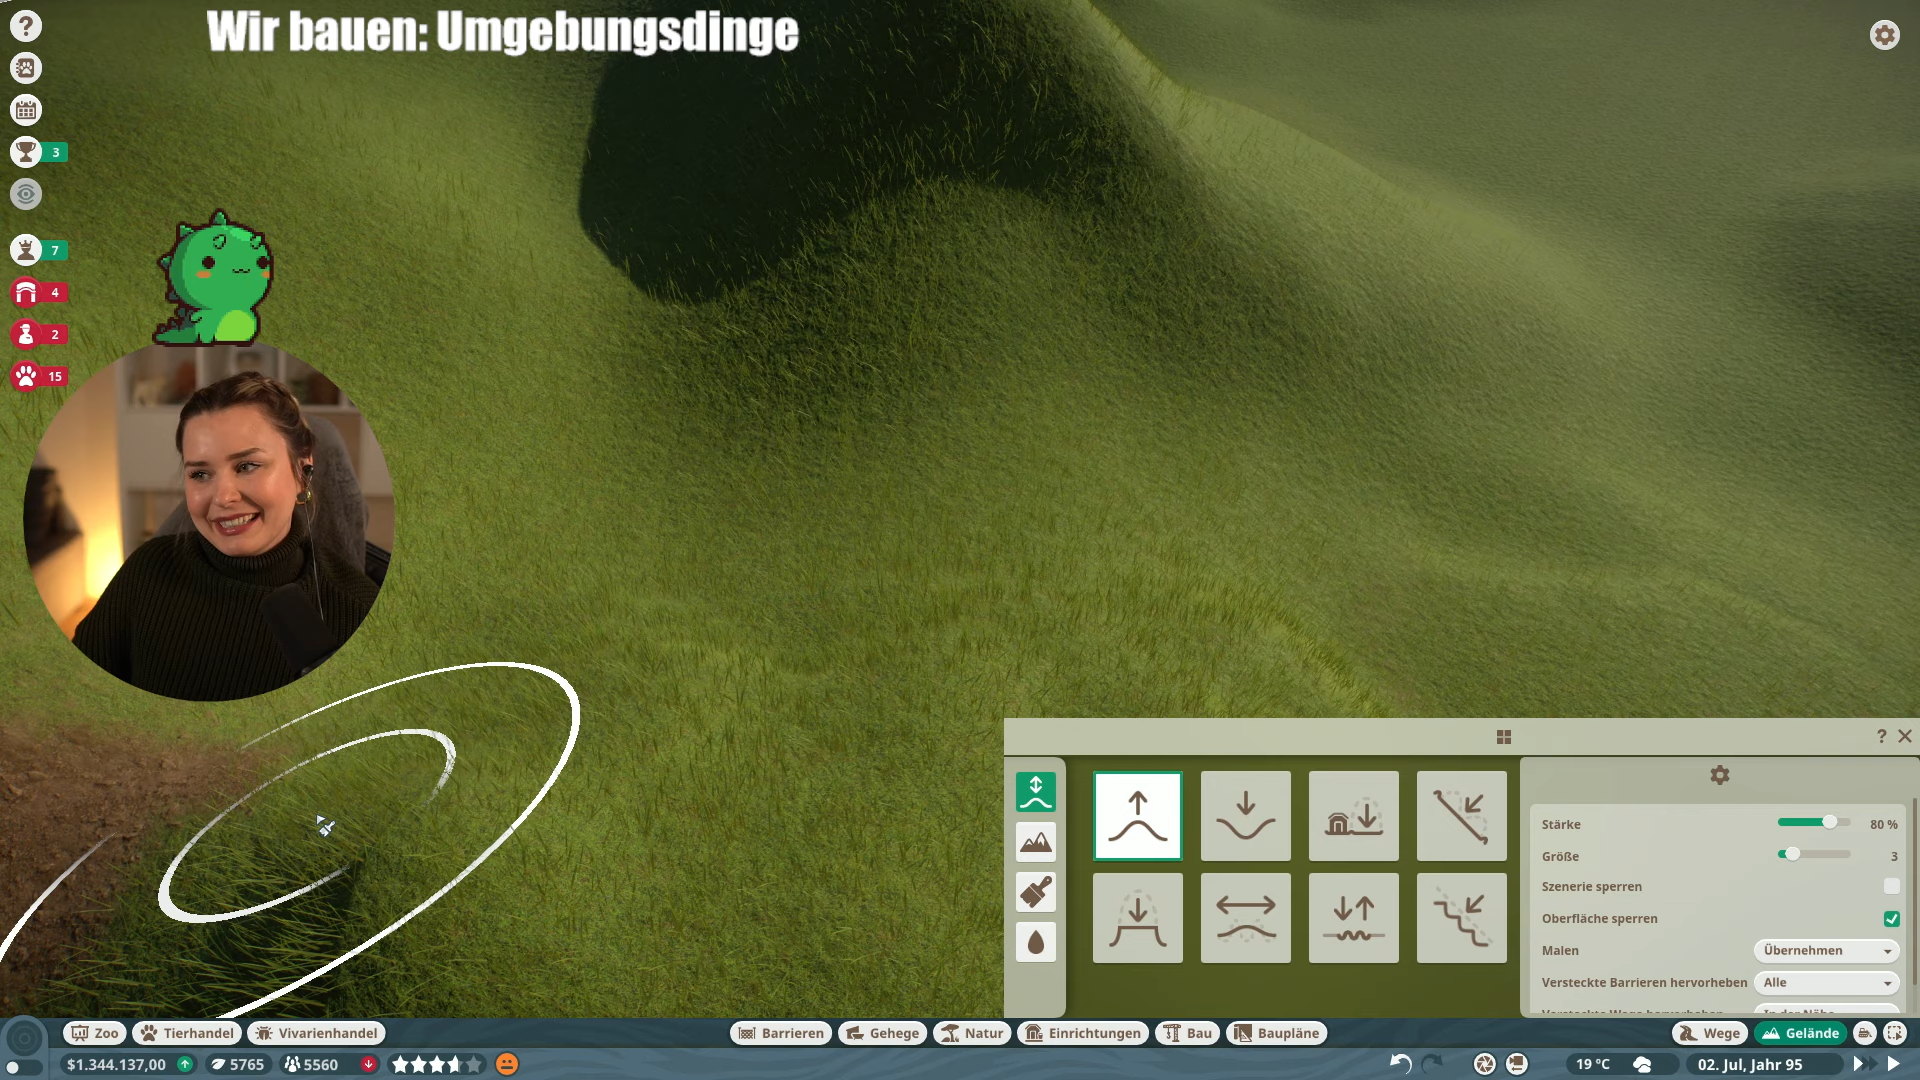 Wir bauen: Umgebungsdinge
3
7
4
2
15
Stärke 80 %
Größe 3
Szenerie sperren
Oberfläche sperren
Malen Übernehmen
Versteckte Barrieren hervorheben Alle
Zoo Tierhandel Vivarienhandel Barrieren Gehege Natur Einrichtungen Bau Baupläne Wege Gelände
$1.344.137,00 5765 5560 19 °C 02. Jul, Jahr 95